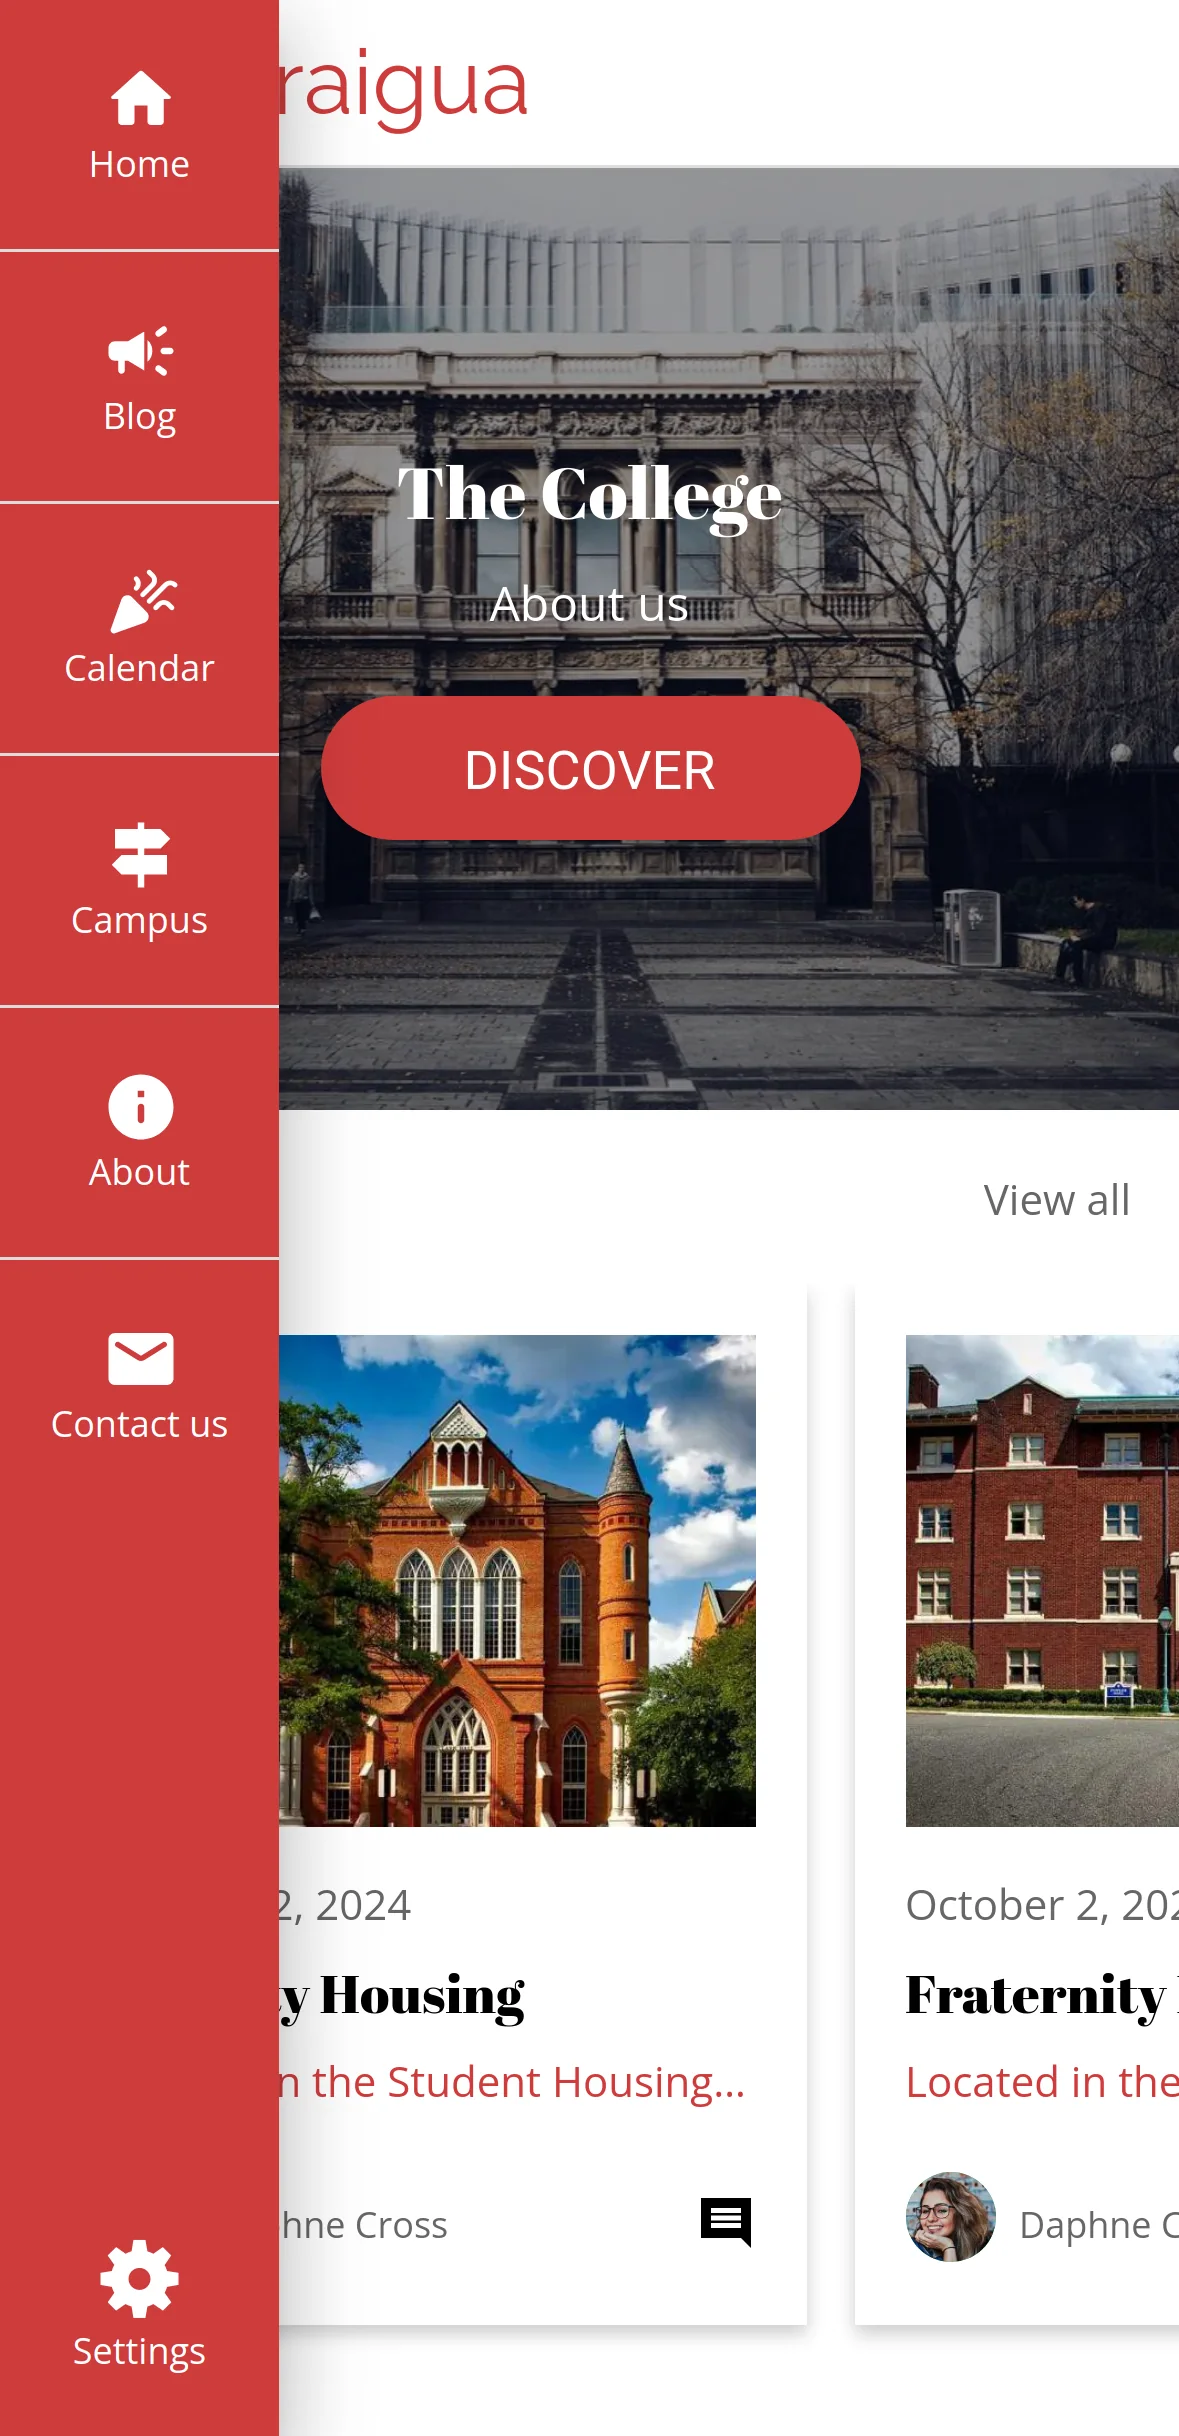 Home
Blog
Calendar
Campus
About
Contact us
Settings
raigua
The College
About us
DISCOVER
View all
2, 2024
ty Housing
n the Student Housing...
hne Cross
October 2, 202
Fraternity
Located in the
Daphne C